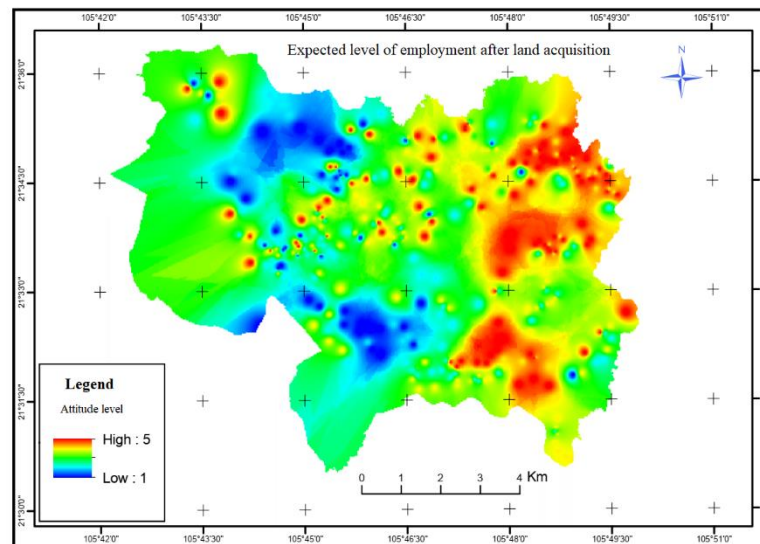 105°42'0" 105°43'30" 105°45'0" 105°46'30" 105°48'0" 105°49'30" 105°51'0"
Expected level of employment after land acquisition
N
21°36'0"
21°34'30"
21°33'0"
21°31'30"
21°30'0"
Legend
Attitude level
High : 5
Low : 1
0 1 2 3 4 Km
105°42'0" 105°43'30" 105°45'0" 105°46'30" 105°48'0" 105°49'30" 105°51'0"